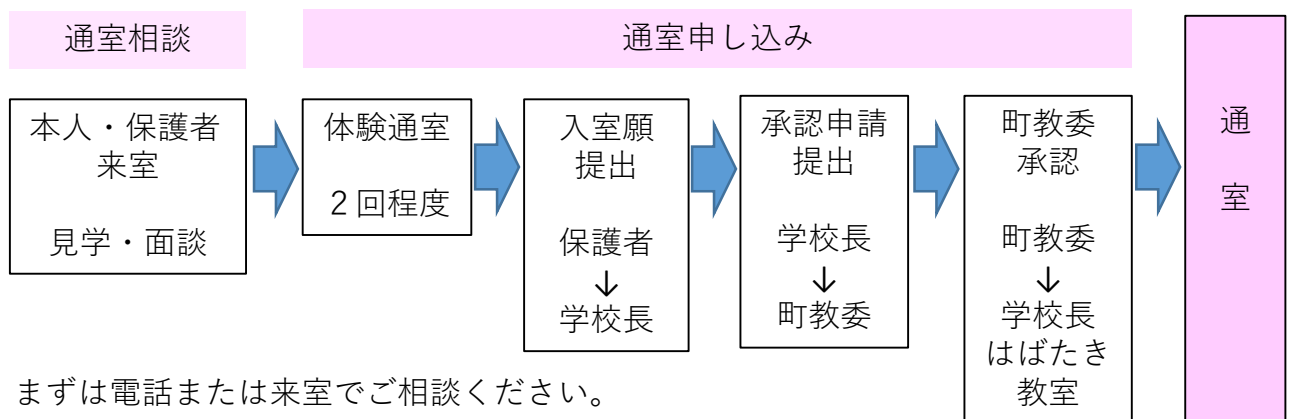 通室相談
通室申し込み
本人・保護者
来室
見学・面談
体験通室
２回程度
入室願
提出
保護者
↓
学校長
承認申請
提出
学校長
↓
町教委
町教委
承認
町教委
↓
学校長
はばたき
教室
通
室
まずは電話または来室でご相談ください。